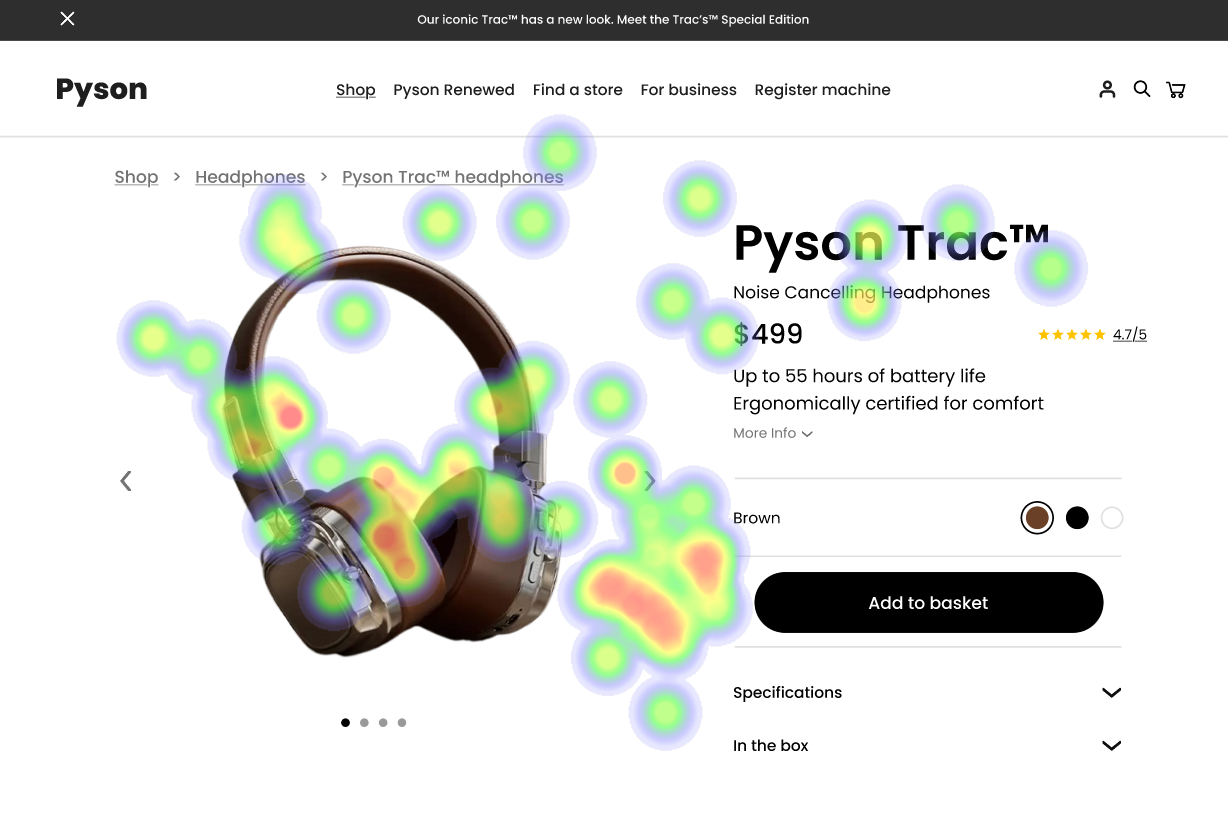 Our iconic Trac™ has a new look. Meet the Trac's™ Special Edition
Pyson
Shop Pyson Renewed Find a store For business Register machine
Shop > Headphones > Pyson Trac™ headphones
Pyson Trac™
Noise Cancelling Headphones
$499
4.7/5
Up to 55 hours of battery life
Ergonomically certified for comfort
More Info
Brown
Add to basket
Specifications
In the box